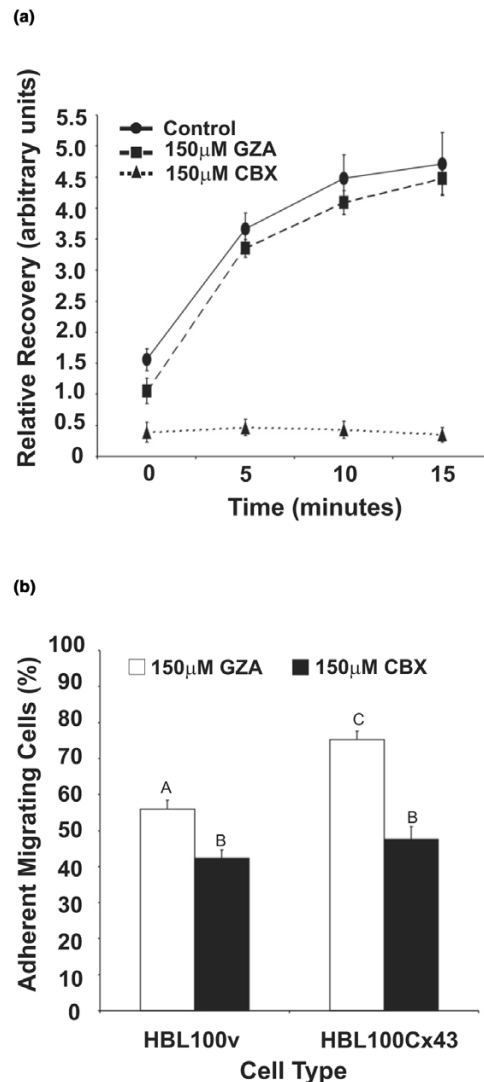 (a)
Relative Recovery (arbitrary units)
5.5
5.0
4.5
4.0
3.5
3.0
2.5
2.0
1.5
1.0
0.5
0
Control
150μM GZA
150μM CBX
0 5 10 15
Time (minutes)
(b)
Adherent Migrating Cells (%)
100
90
80
70
60
50
40
30
20
10
0
150μM GZA 150μM CBX
A B C B
HBL100v HBL100Cx43
Cell Type